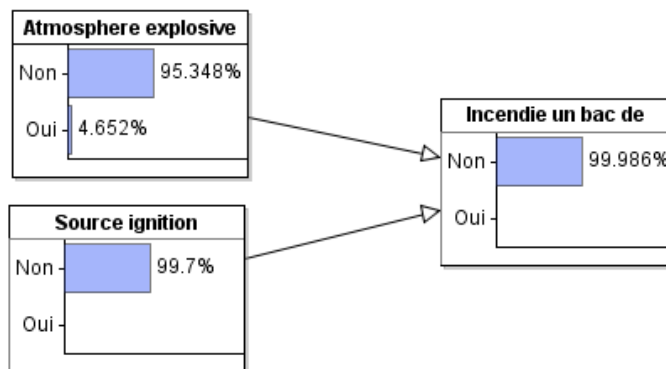 Atmosphere explosive
Non
95.348%
Oui
4.652%
Source ignition
Non
99.7%
Oui
Incendie un bac de
Non
99.986%
Oui